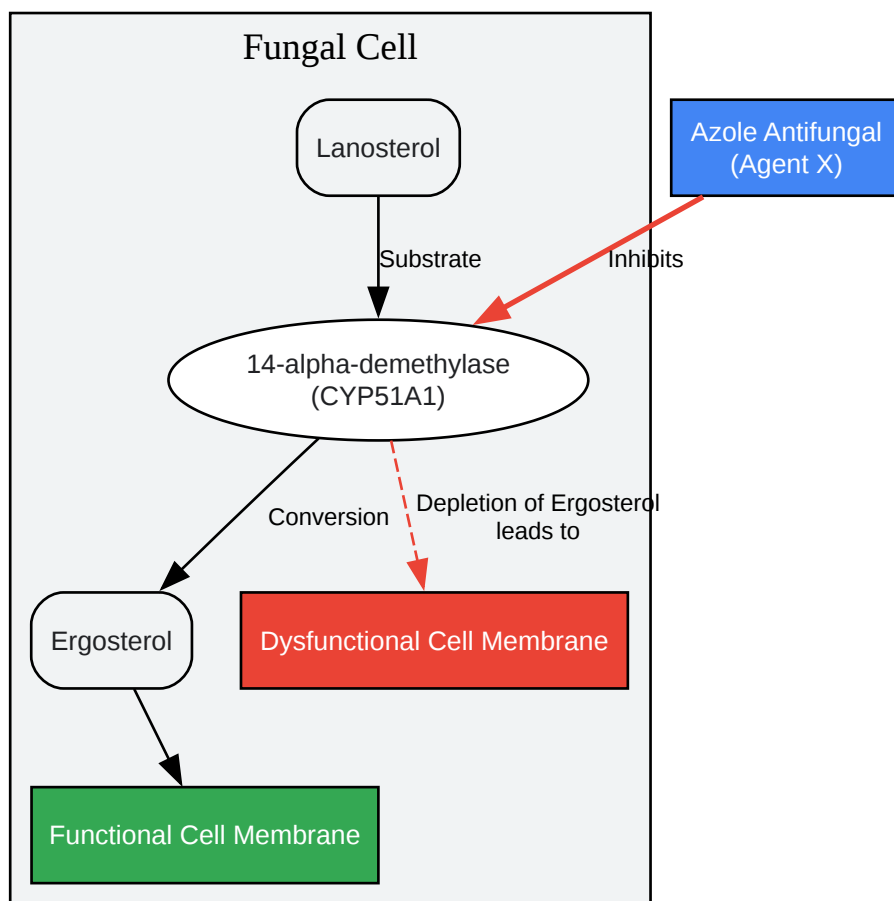 Fungal Cell
Lanosterol
Azole Antifungal
(Agent X)
Substrate
Inhibits
14-alpha-demethylase
(CYP51A1)
Conversion
Depletion of Ergosterol
leads to
Ergosterol
Dysfunctional Cell Membrane
Functional Cell Membrane